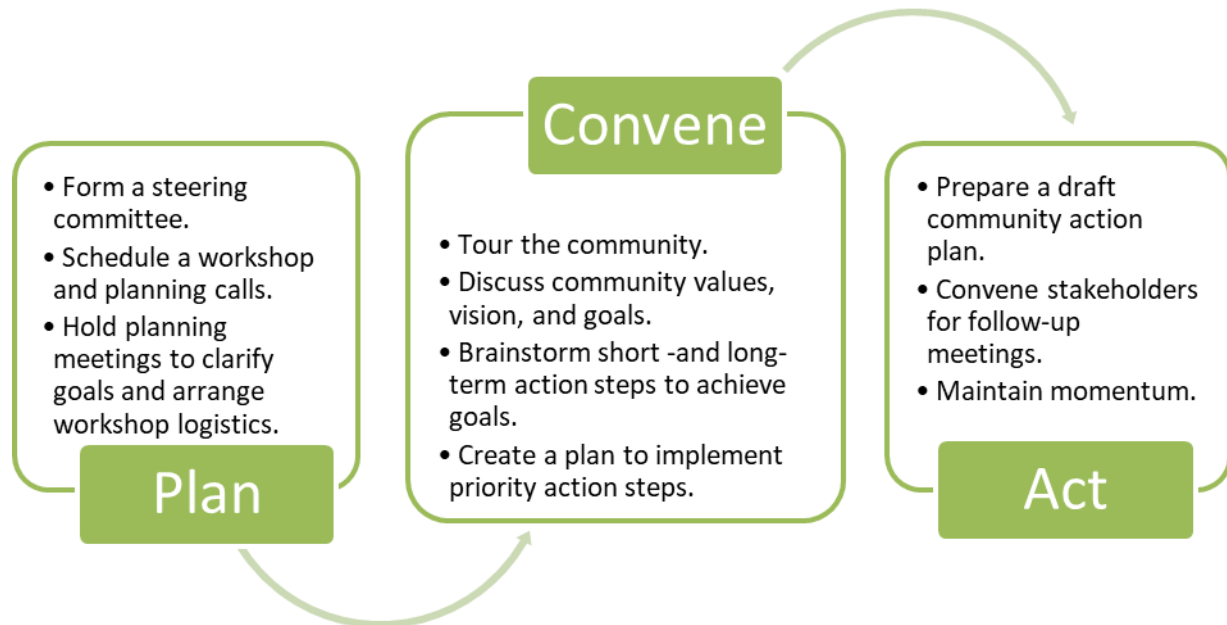 • Form a steering
committee.
• Schedule a workshop
and planning calls.
• Hold planning
meetings to clarify
goals and arrange
workshop logistics.
Plan
Convene
• Tour the community.
• Discuss community values,
vision, and goals.
• Brainstorm short -and long-
term action steps to achieve
goals.
• Create a plan to implement
priority action steps.
• Prepare a draft
community action
plan.
• Convene stakeholders
for follow-up
meetings.
• Maintain momentum.
Act